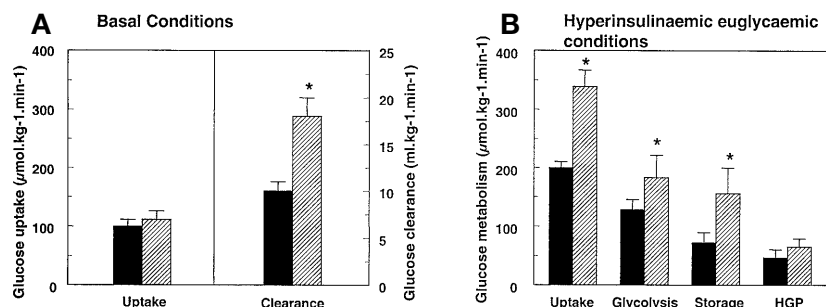 A Basal Conditions
Glucose uptake (µmol.kg-1.min-1)
400
300
200
100
0
Uptake Clearance
25
20
15
10
5
0
*
Glucose clearance (ml.kg-1.min-1)
B Hyperinsulinaemic euglycaemic
conditions
Glucose metabolism (µmol.kg-1.min-1)
400
300
200
100
0
*
*
*
Uptake Glycolysis Storage HGP